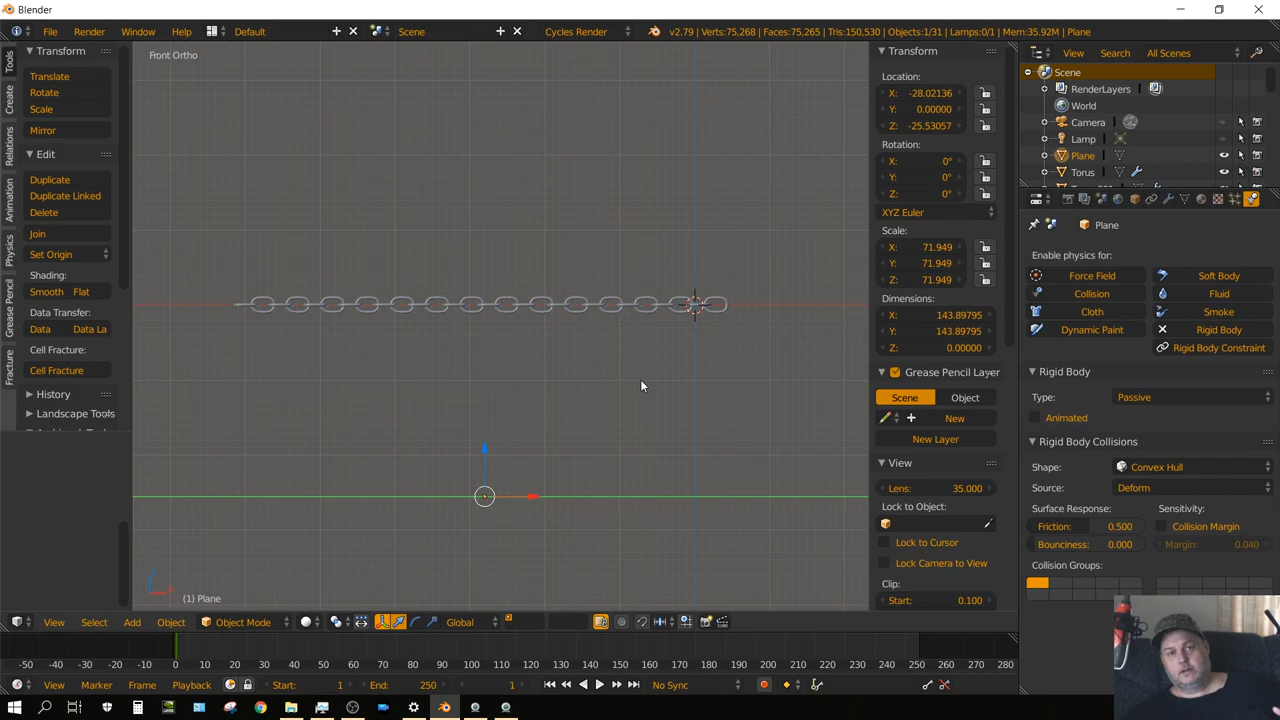 Blender
File Render Window Help Default Scene Cycles Render v2.79 | Verts:75,268 | Faces:75,265 | Tris:150,530 | Objects:1/31 | Lamps:0/1 | Mem:35.92M | Plane
Tools
Create
Relations
Animation
Physics
Grease Pencil
Fracture
Transform
Translate
Rotate
Scale
Mirror
Edit
Duplicate
Duplicate Linked
Delete
Join
Set Origin
Shading:
Smooth Flat
Data Transfer:
Data Data La
Cell Fracture:
Cell Fracture
History
Landscape Tools
Front Ortho
(1) Plane
Transform
Location:
X: -28.02136
Y: 0.00000
Z: -25.53057
Rotation:
X: 0°
Y: 0°
Z: 0°
XYZ Euler
Scale:
X: 71.949
Y: 71.949
Z: 71.949
Dimensions:
X: 143.89795
Y: 143.89795
Z: 0.00000
Grease Pencil Layer
Scene Object
New
New Layer
View
Lens: 35.000
Lock to Object:
Lock to Cursor
Lock Camera to View
Clip:
Start: 0.100
View Search All Scenes
Scene
RenderLayers
World
Camera
Lamp
Plane
Torus
Plane
Enable physics for:
Force Field Soft Body
Collision Fluid
Cloth Smoke
Dynamic Paint Rigid Body
Rigid Body Constraint
Rigid Body
Type: Passive
Animated
Rigid Body Collisions
Shape: Convex Hull
Source: Deform
Surface Response: Sensitivity:
Friction: 0.500 Collision Margin
Bounciness: 0.000 Margin: 0.040
Collision Groups:
View Select Add Object Object Mode Global
-50 -40 -30 -20 -10 0 10 20 30 40 50 60 70 80 90 100 110 120 130 140 150 160 170 180 190 200 210 220 230 240 250 260 270 280
View Marker Frame Playback Start: 1 End: 250 1 No Sync